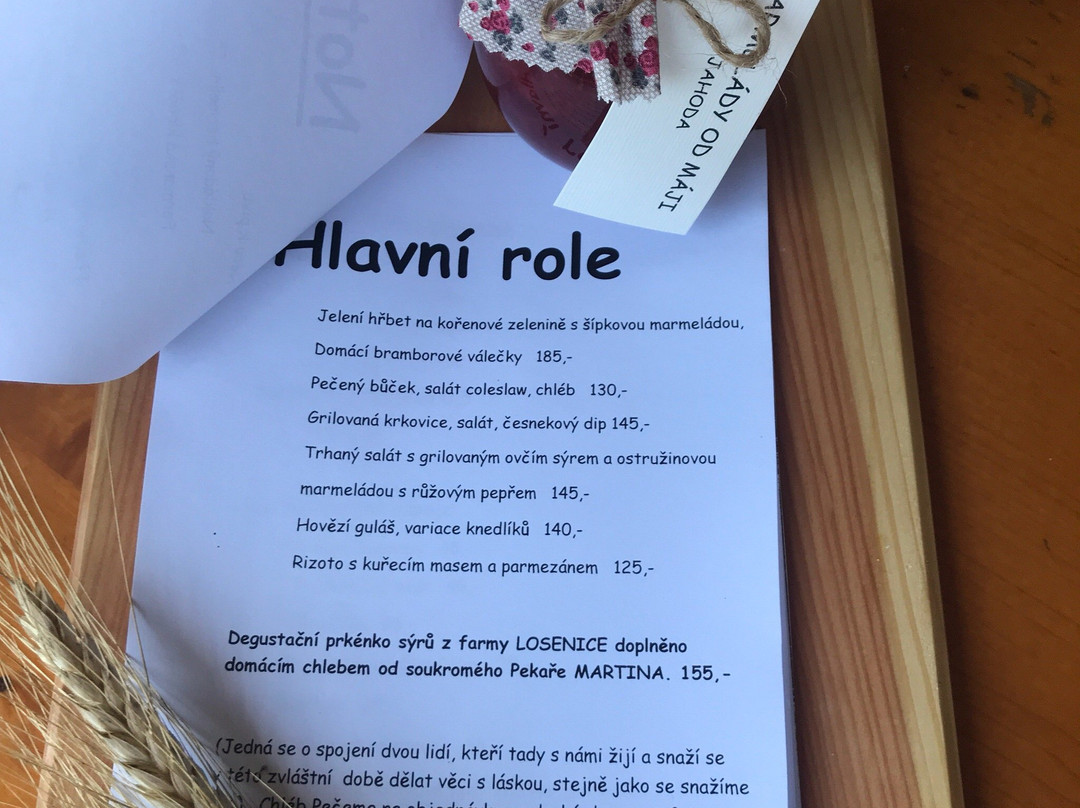 LÁDY OD MÁJI
JAHODA
Hlavní role
Jelení hřbet na kořenové zelenině s šípkovou marmeládou,
Domácí bramborové válečky 185,-
Pečený bůček, salát coleslaw, chléb 130,-
Grilovaná krkovice, salát, česnekový dip 145,-
Trhaný salát s grilovaným ovčím sýrem a ostružinovou
marmeládou s růžovým pepřem 145,-
Hovězí guláš, variace knedlíků 140,-
Rizoto s kuřecím masem a parmezánem 125,-
Degustační prkénko sýrů z farmy LOSENICE doplněno
domácím chlebem od soukromého Pekaře MARTINA. 155,-
(Jedná se o spojení dvou lidí, kteří tady s námi žijí a snaží se
v této zvláštní době dělat věci s láskou, stejně jako se snažíme